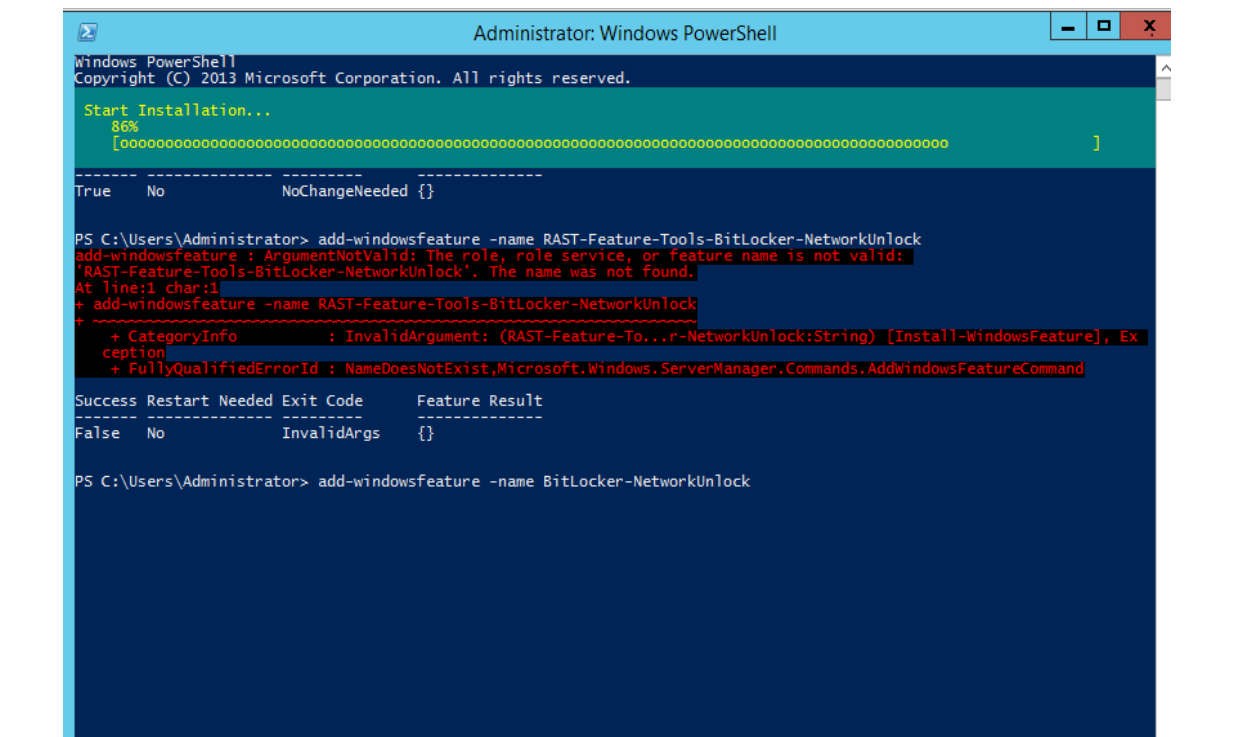 Administrator: Windows PowerShell
Windows PowerShell
Copyright (C) 2013 Microsoft Corporation. All rights reserved.
Start Installation...
86%
[oooooooooooooooooooooooooooooooooooooooooooooooooooooooooooooooooooooooooooooooooooooooooooo                ]
------- -------------- ---------      --------------
True    No             NoChangeNeeded {}
PS C:\Users\Administrator> add-windowsfeature -name RAST-Feature-Tools-BitLocker-NetworkUnlock
add-windowsfeature : ArgumentNotValid: The role, role service, or feature name is not valid:
'RAST-Feature-Tools-BitLocker-NetworkUnlock'. The name was not found.
At line:1 char:1
+ add-windowsfeature -name RAST-Feature-Tools-BitLocker-NetworkUnlock
+ ~~~~~~~~~~~~~~~~~~~~~~~~~~~~~~~~~~~~~~~~~~~~~~~~~~~~~~~~~~~~~~~~~~~
    + CategoryInfo          : InvalidArgument: (RAST-Feature-To...r-NetworkUnlock:String) [Install-WindowsFeature], Ex
   ception
    + FullyQualifiedErrorId : NameDoesNotExist,Microsoft.Windows.ServerManager.Commands.AddWindowsFeatureCommand
Success Restart Needed Exit Code      Feature Result
------- -------------- ---------      --------------
False   No             InvalidArgs    {}
PS C:\Users\Administrator> add-windowsfeature -name BitLocker-NetworkUnlock